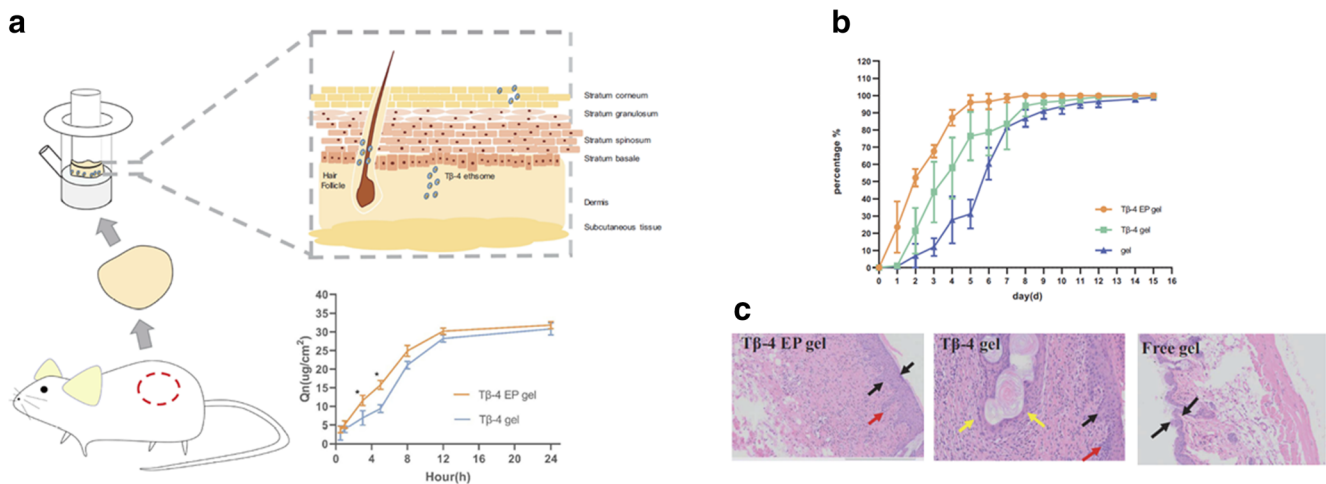 a
Stratum corneum
Stratum granulosum
Stratum spinosum
Stratum basale
Hair
Follicle
Tβ-4 ethsome
Dermis
Subcutaneous tissue
Qn(ug/cm²)
40
35
30
25
20
15
10
5
0
*
*
Tβ-4 EP gel
Tβ-4 gel
0 4 8 12 16 20 24
Hour(h)
b
percentage %
120
110
100
90
80
70
60
50
40
30
20
10
0
Tβ-4 EP gel
Tβ-4 gel
gel
0 1 2 3 4 5 6 7 8 9 10 11 12 13 14 15 16
day(d)
c
Tβ-4 EP gel
Tβ-4 gel
Free gel